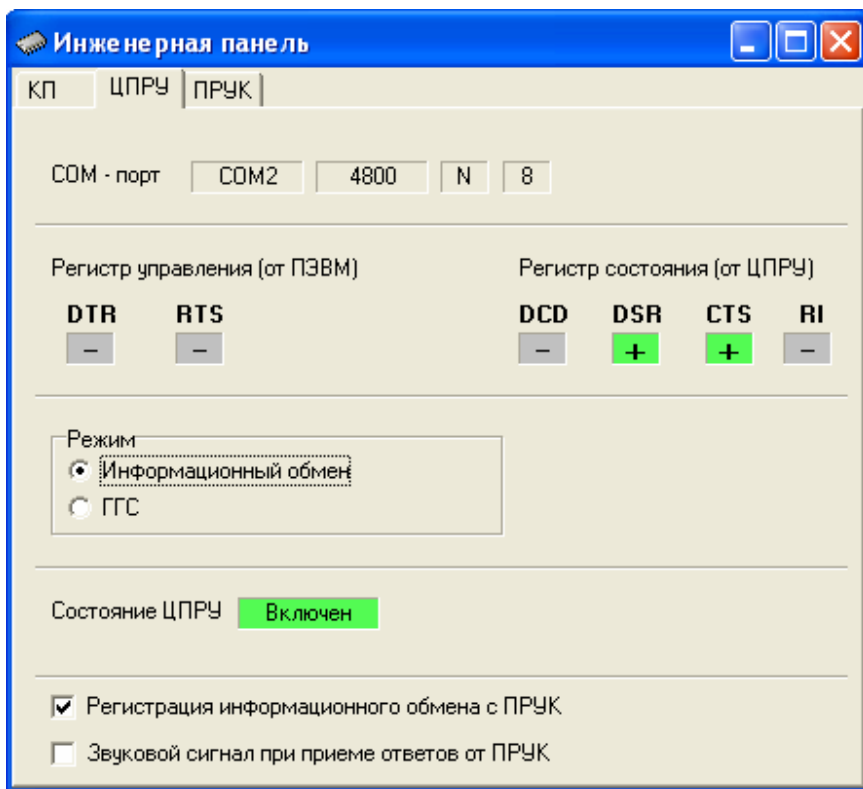 Инженерная панель
КП ЦПРУ ПРУК
COM - порт COM2 4800 N 8
Регистр управления (от ПЭВМ) Регистр состояния (от ЦПРУ)
DTR RTS DCD DSR CTS RI
– – – + + –
Режим
Информационный обмен
ГГС
Состояние ЦПРУ Включен
Регистрация информационного обмена с ПРУК
Звуковой сигнал при приеме ответов от ПРУК